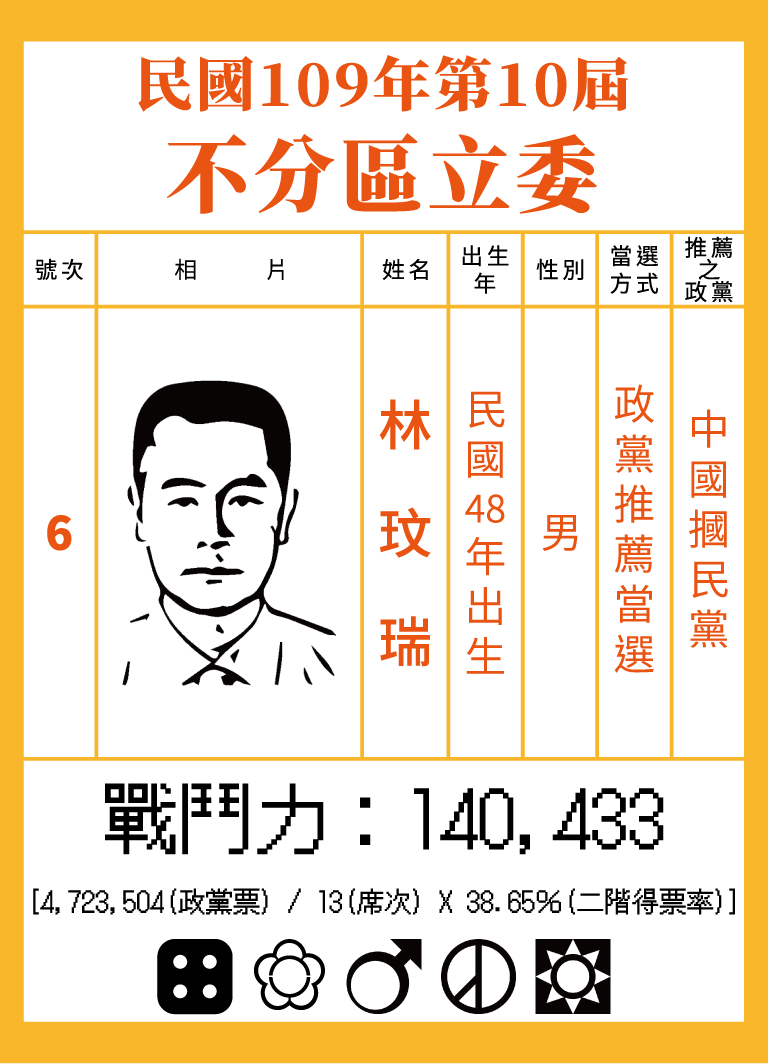 民國109年第10屆
不分區立委
號次
相片
姓名
出生年
性別
當選方式
推薦之政黨
6
林玟瑞
民國48年出生
男
政黨推薦當選
中國摑民黨
戰鬥力：140,433
[4,723,504(政黨票) / 13(席次) X 38.65%(二階得票率)]